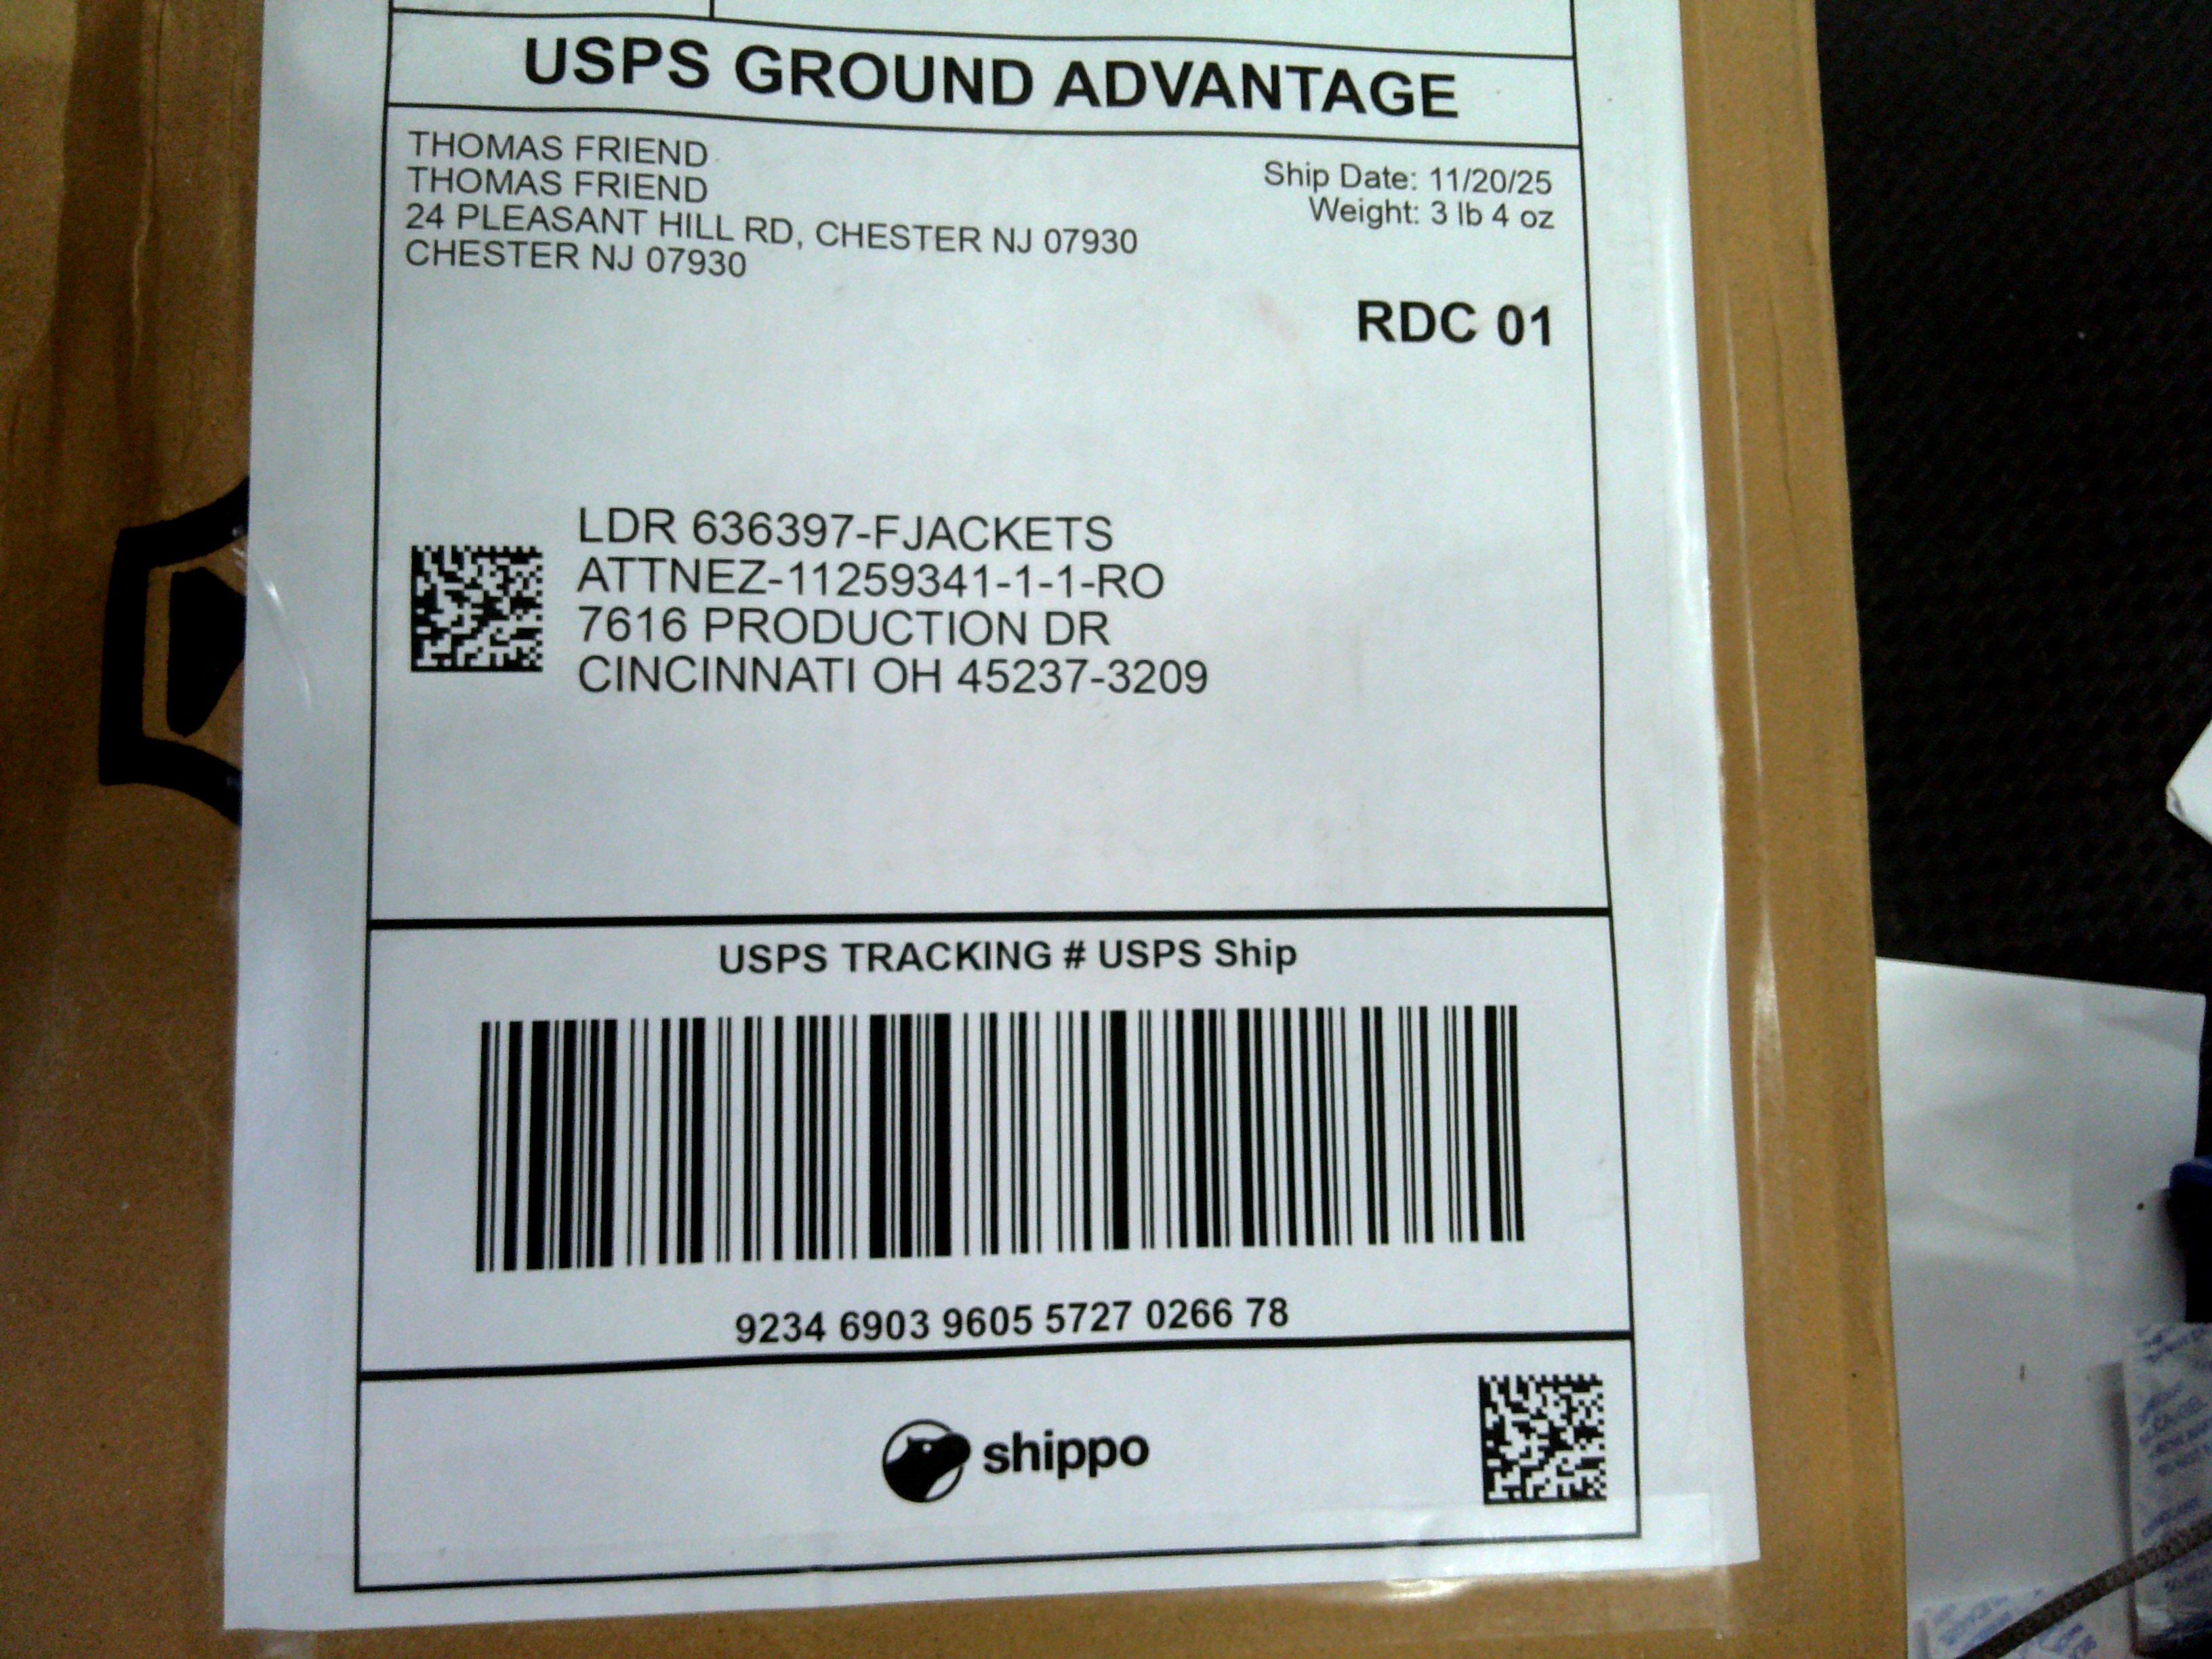 USPS GROUND ADVANTAGE
THOMAS FRIEND
THOMAS FRIEND
24 PLEASANT HILL RD, CHESTER NJ 07930
CHESTER NJ 07930
Ship Date: 11/20/25
Weight: 3 lb 4 oz
RDC 01
LDR 636397-FJACKETS
ATTNEZ-11259341-1-1-RO
7616 PRODUCTION DR
CINCINNATI OH 45237-3209
USPS TRACKING # USPS Ship
9234 6903 9605 5727 0266 78
shippo